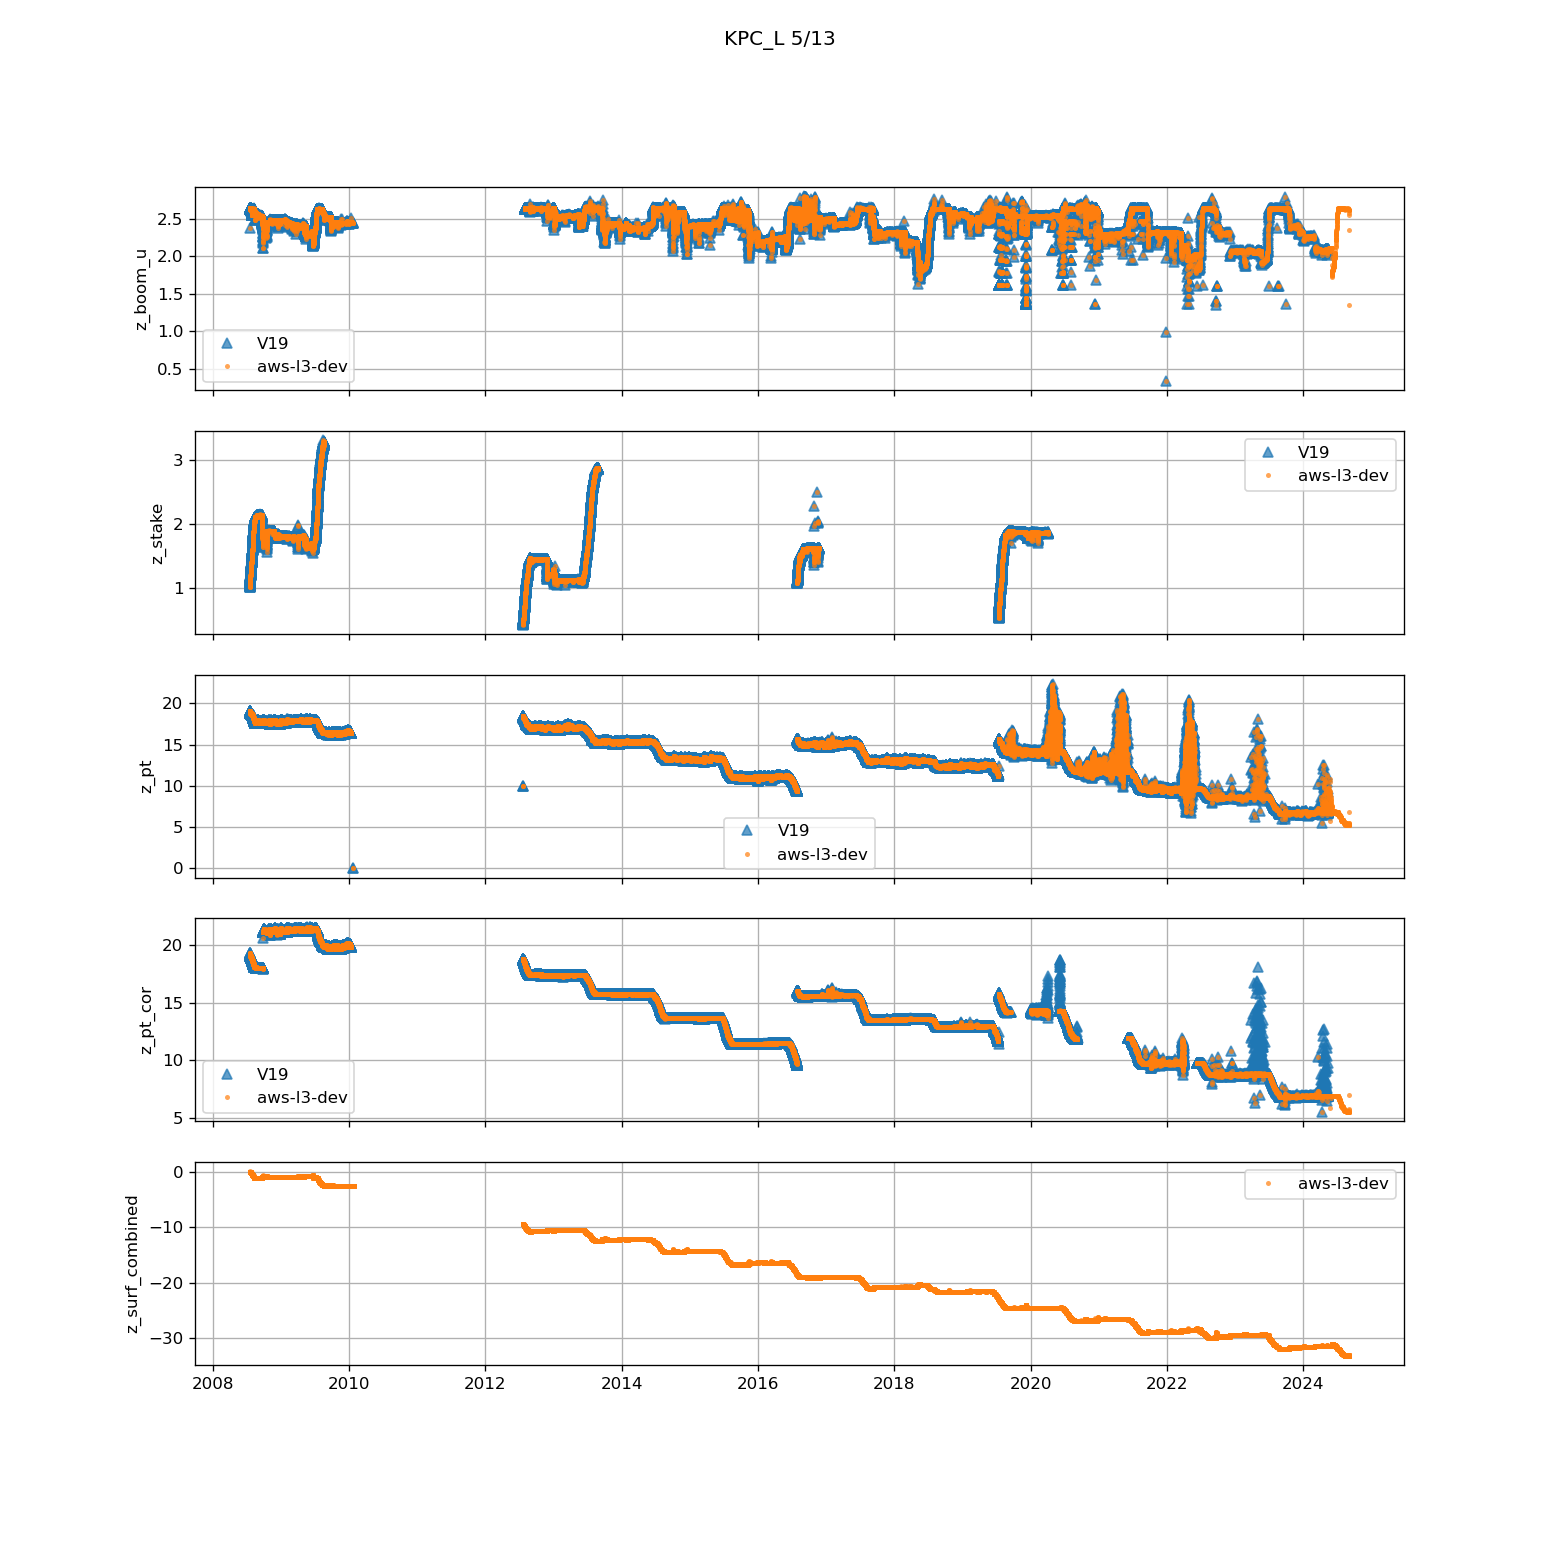 KPC_L 5/13
z_boom_u
2.5
2.0
1.5
1.0
0.5
V19
aws-l3-dev
z_stake
3
2
1
V19
aws-l3-dev
z_pt
20
15
10
5
0
V19
aws-l3-dev
z_pt_cor
20
15
10
5
V19
aws-l3-dev
z_surf_combined
0
−10
−20
−30
aws-l3-dev
2008 2010 2012 2014 2016 2018 2020 2022 2024